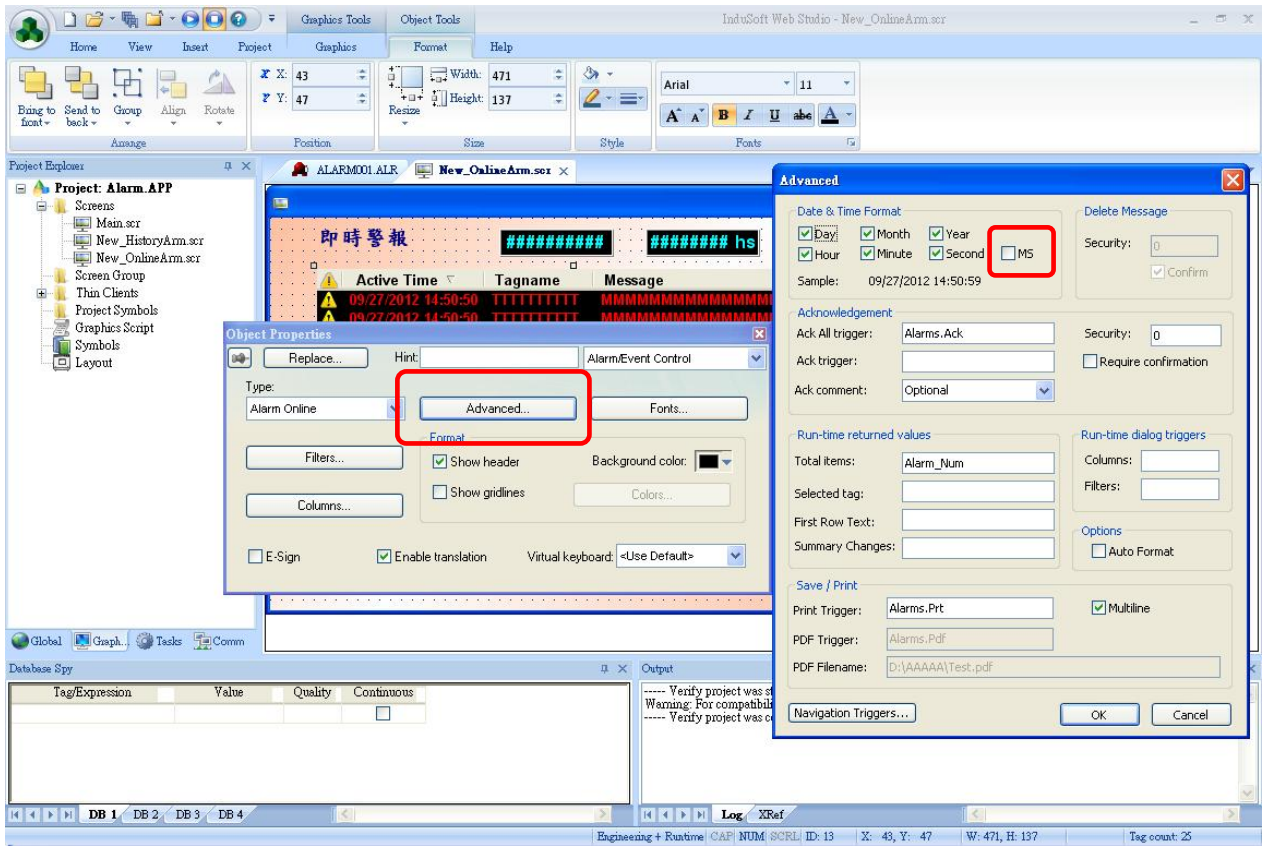 Graphics Tools Object Tools InduSoft Web Studio - New_OnlineArm.scr
Home View Insert Project Graphics Format Help
X: 43 Width: 471
Y: 47 Height: 137
Arial 11
Bring to front Send to back Group Align Rotate Resize
A A B I U abc A
Arrange Position Size Style Fonts
Project Explorer
Project: Alarm.APP
Screens
Main.scr
New_HistoryArm.scr
New_OnlineArm.scr
Screen Group
Thin Clients
Project Symbols
Graphics Script
Symbols
Layout
Global Graph... Tasks Comm
ALARM001.ALR New_OnlineArm.scr
即時警報 ########## ######## hs
Active Time Tagname Message
09/27/2012 14:50:50 TTTTTTTTTT
09/27/2012 14:50:50 TTTTTTTTTT
Object Properties
Replace... Hint: Alarm/Event Control
Type:
Alarm Online Advanced... Fonts...
Format
Filters... Show header Background color:
Columns... Show gridlines Colors...
E-Sign Enable translation Virtual keyboard: <Use Default>
Advanced
Date & Time Format Delete Message
Day Month Year Security: 0
Hour Minute Second MS
Confirm
Sample: 09/27/2012 14:50:59
Acknowledgement
Ack All trigger: Alarms.Ack Security: 0
Ack trigger: Require confirmation
Ack comment: Optional
Run-time returned values Run-time dialog triggers
Total items: Alarm_Num Columns:
Selected tag: Filters:
First Row Text:
Summary Changes:
Options
Auto Format
Save / Print
Print Trigger: Alarms.Prt Multiline
PDF Trigger: Alarms.Pdf
PDF Filename: D:\AAAAA\Test.pdf
Navigation Triggers... OK Cancel
Database Spy
Tag/Expression Value Quality Continuous
DB 1 DB 2 DB 3 DB 4
Output
----- Verify project was
Warning: For
----- Verify project was
Log XRef
Engineering + Runtime CAP NUM SCRL ID: 13 X: 43, Y: 47 W: 471, H: 137 Tag count: 25